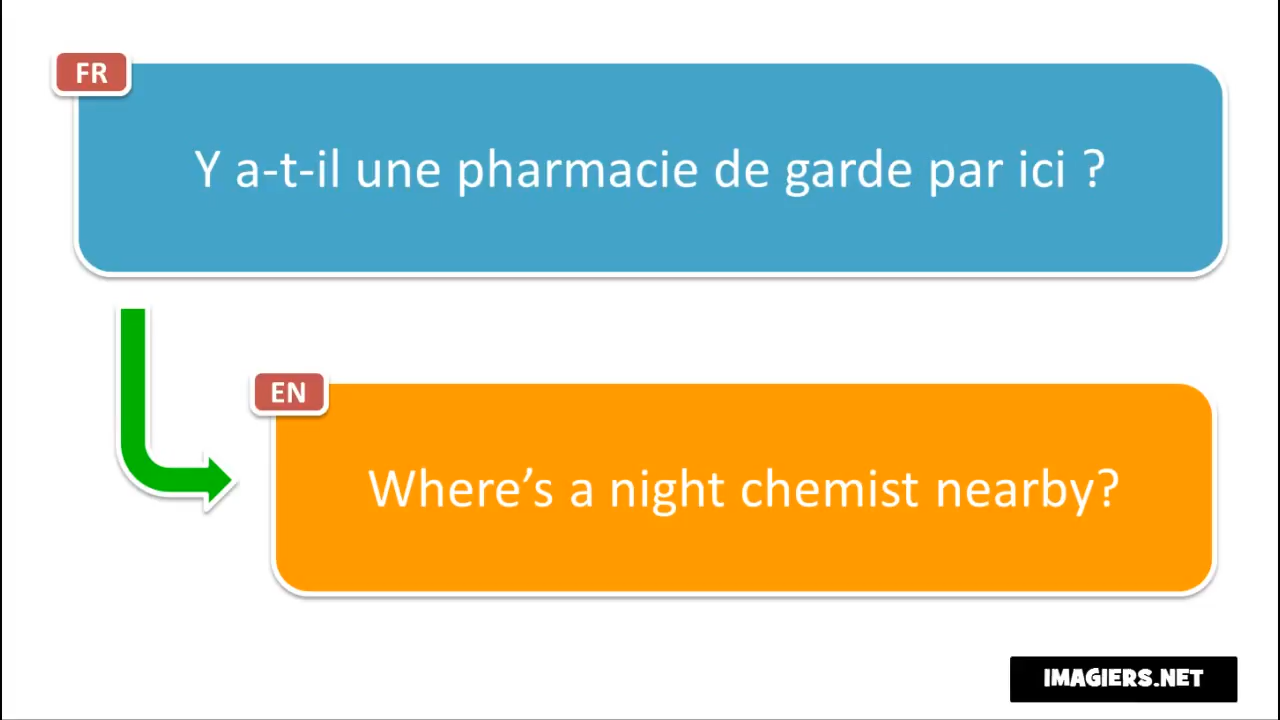 FR
Y a-t-il une pharmacie de garde par ici ?
EN
Where’s a night chemist nearby?
IMAGIERS.NET